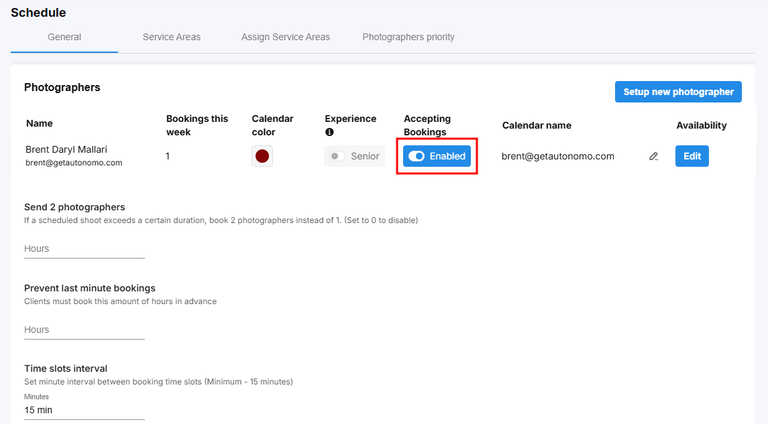 Schedule
General
Service Areas
Assign Service Areas
Photographers priority
Photographers
Setup new photographer
Name
Bookings this week
Calendar color
Experience
Accepting Bookings
Calendar name
Availability
Brent Daryl Mallari
brent@getautonomo.com
1
Senior
Enabled
brent@getautonomo.com
Edit
Send 2 photographers
If a scheduled shoot exceeds a certain duration, book 2 photographers instead of 1. (Set to 0 to disable)
Hours
Prevent last minute bookings
Clients must book this amount of hours in advance
Hours
Time slots interval
Set minute interval between booking time slots (Minimum - 15 minutes)
Minutes
15 min